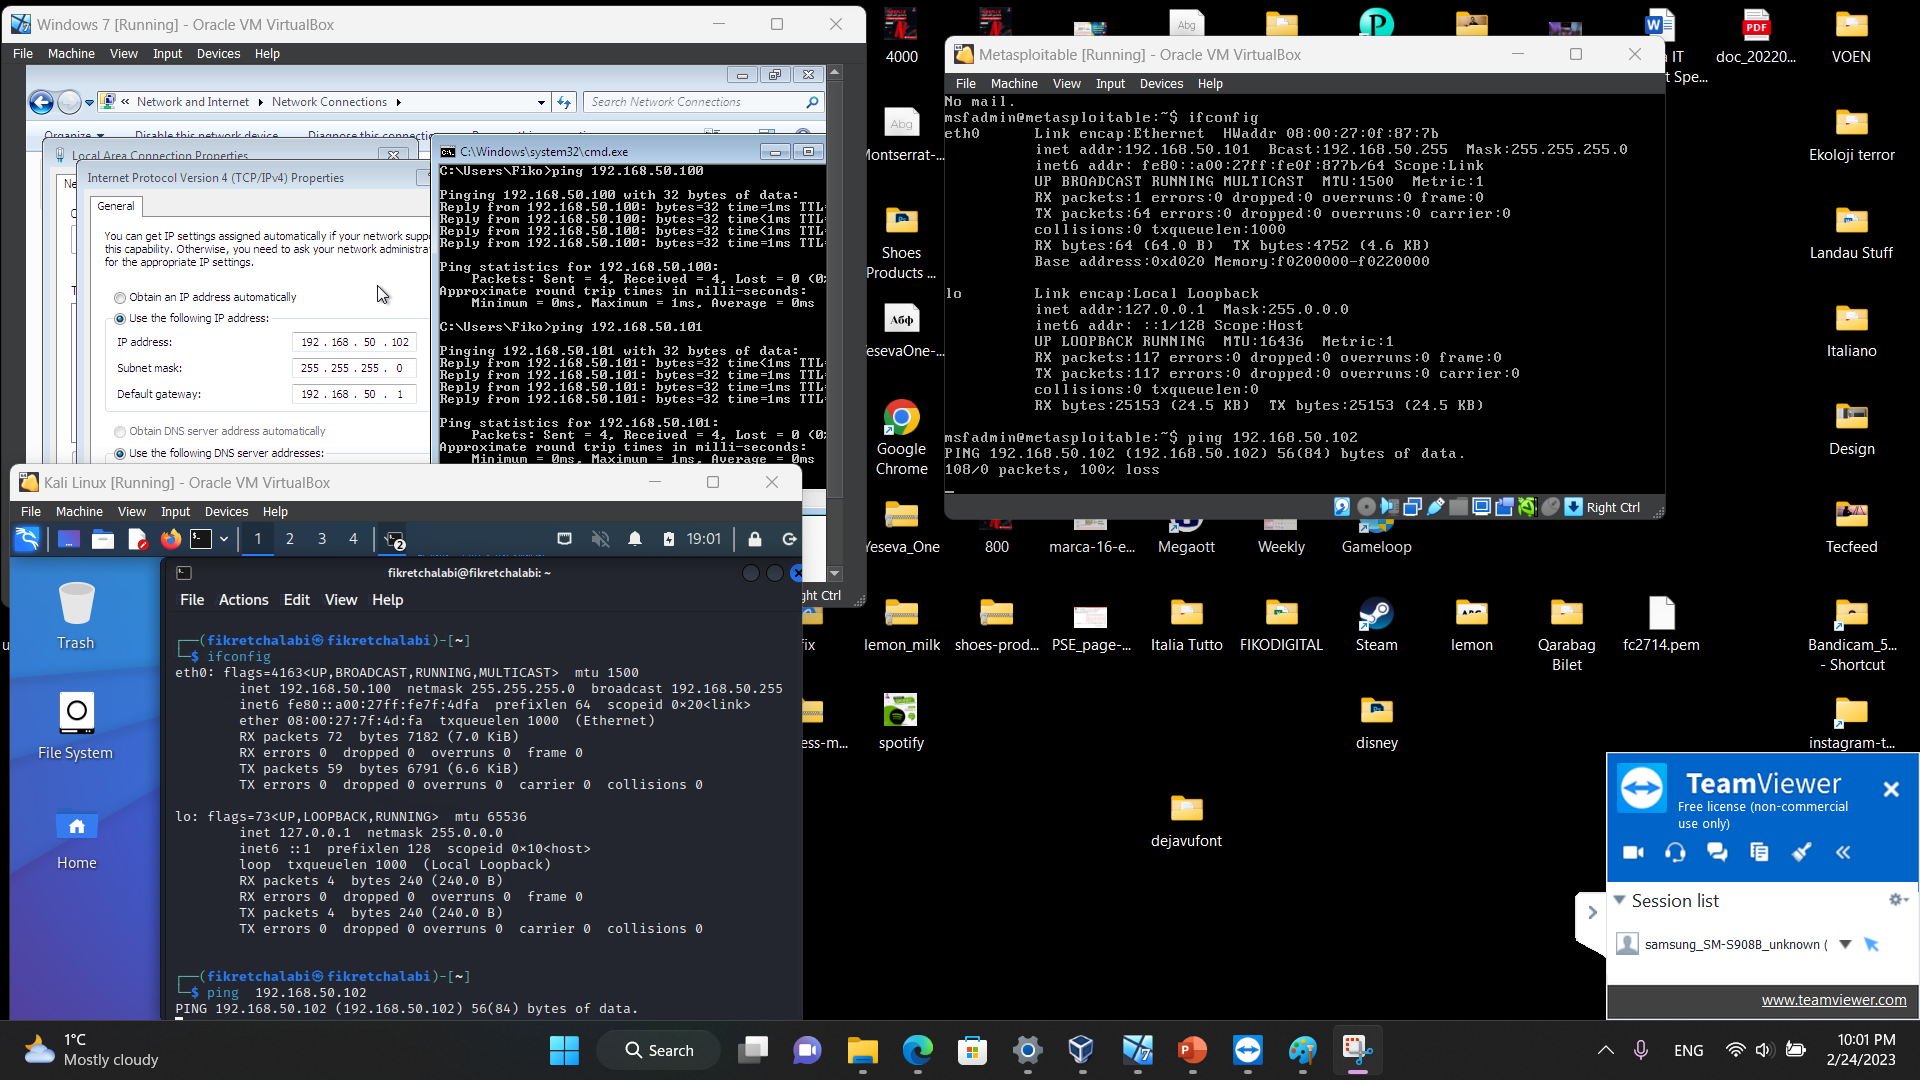 Windows 7 [Running] - Oracle VM VirtualBox
File Machine View Input Devices Help
Network and Internet Network Connections
Search Network Connections
Organize Disable this network device
Local Area Connection Properties
Internet Protocol Version 4 (TCP/IPv4) Properties
General
You can get IP settings assigned automatically if your network supp
this capability. Otherwise, you need to ask your network administra
for the appropriate IP settings.
Obtain an IP address automatically
Use the following IP address:
IP address: 192 . 168 . 50 . 102
Subnet mask: 255 . 255 . 255 . 0
Default gateway: 192 . 168 . 50 . 1
Obtain DNS server address automatically
Use the following DNS server addresses:
C:\Windows\system32\cmd.exe
C:\Users\Fiko>ping 192.168.50.100
Pinging 192.168.50.100 with 32 bytes of data:
Reply from 192.168.50.100: bytes=32 time=1ms TTL=
Reply from 192.168.50.100: bytes=32 time<1ms TTL=
Reply from 192.168.50.100: bytes=32 time<1ms TTL=
Reply from 192.168.50.100: bytes=32 time=1ms TTL=
Ping statistics for 192.168.50.100:
Packets: Sent = 4, Received = 4, Lost = 0 (0%
Approximate round trip times in milli-seconds:
Minimum = 0ms, Maximum = 1ms, Average = 0ms
C:\Users\Fiko>ping 192.168.50.101
Pinging 192.168.50.101 with 32 bytes of data:
Reply from 192.168.50.101: bytes=32 time<1ms TTL=
Reply from 192.168.50.101: bytes=32 time=1ms TTL=
Reply from 192.168.50.101: bytes=32 time=1ms TTL=
Reply from 192.168.50.101: bytes=32 time=1ms TTL=
Ping statistics for 192.168.50.101:
Packets: Sent = 4, Received = 4, Lost = 0 (0%
Approximate round trip times in milli-seconds:
Minimum = 0ms, Maximum = 1ms, Average = 0ms
ght Ctrl
Metasploitable [Running] - Oracle VM VirtualBox
File Machine View Input Devices Help
No mail.
msfadmin@metasploitable:~$ ifconfig
eth0 Link encap:Ethernet HWaddr 08:00:27:0f:87:7b
inet addr:192.168.50.101 Bcast:192.168.50.255 Mask:255.255.255.0
inet6 addr: fe80::a00:27ff:fe0f:877b/64 Scope:Link
UP BROADCAST RUNNING MULTICAST MTU:1500 Metric:1
RX packets:1 errors:0 dropped:0 overruns:0 frame:0
TX packets:64 errors:0 dropped:0 overruns:0 carrier:0
collisions:0 txqueuelen:1000
RX bytes:64 (64.0 B) TX bytes:4752 (4.6 KB)
Base address:0xd020 Memory:f0200000-f0220000
lo Link encap:Local Loopback
inet addr:127.0.0.1 Mask:255.0.0.0
inet6 addr: ::1/128 Scope:Host
UP LOOPBACK RUNNING MTU:16436 Metric:1
RX packets:117 errors:0 dropped:0 overruns:0 frame:0
TX packets:117 errors:0 dropped:0 overruns:0 carrier:0
collisions:0 txqueuelen:0
RX bytes:25153 (24.5 KB) TX bytes:25153 (24.5 KB)
msfadmin@metasploitable:~$ ping 192.168.50.102
PING 192.168.50.102 (192.168.50.102) 56(84) bytes of data.
108/0 packets, 100% loss
Right Ctrl
Kali Linux [Running] - Oracle VM VirtualBox
File Machine View Input Devices Help
1 2 3 4 2 19:01
Trash
File System
Home
fikretchalabi@fikretchalabi: ~
File Actions Edit View Help
(fikretchalabi㉿fikretchalabi)-[~]
$ ifconfig
eth0: flags=4163<UP,BROADCAST,RUNNING,MULTICAST> mtu 1500
inet 192.168.50.100 netmask 255.255.255.0 broadcast 192.168.50.255
inet6 fe80::a00:27ff:fe7f:4dfa prefixlen 64 scopeid 0×20<link>
ether 08:00:27:7f:4d:fa txqueuelen 1000 (Ethernet)
RX packets 72 bytes 7182 (7.0 KiB)
RX errors 0 dropped 0 overruns 0 frame 0
TX packets 59 bytes 6791 (6.6 KiB)
TX errors 0 dropped 0 overruns 0 carrier 0 collisions 0
lo: flags=73<UP,LOOPBACK,RUNNING> mtu 65536
inet 127.0.0.1 netmask 255.0.0.0
inet6 ::1 prefixlen 128 scopeid 0×10<host>
loop txqueuelen 1000 (Local Loopback)
RX packets 4 bytes 240 (240.0 B)
RX errors 0 dropped 0 overruns 0 frame 0
TX packets 4 bytes 240 (240.0 B)
TX errors 0 dropped 0 overruns 0 carrier 0 collisions 0
(fikretchalabi㉿fikretchalabi)-[~]
$ ping 192.168.50.102
PING 192.168.50.102 (192.168.50.102) 56(84) bytes of data.
4000
Abg
Montserrat-...
Shoes
Products ...
Абф
YesevaOne-...
Google
Chrome
Yeseva_One
800
marca-16-e...
Megaott
Weekly
Gameloop
lemon_milk
shoes-prod...
PSE_page-...
Italia Tutto
FIKODIGITAL
Steam
lemon
Qarabag
Bilet
fc2714.pem
Bandicam_5...
- Shortcut
spotify
disney
instagram-t...
dejavufont
Abg
doc_20220...
VOEN
Ekoloji terror
Landau Stuff
Italiano
Design
Tecfeed
TeamViewer
Free license (non-commercial
use only)
Session list
samsung_SM-S908B_unknown (
www.teamviewer.com
1°C
Mostly cloudy
Search
ENG
10:01 PM
2/24/2023